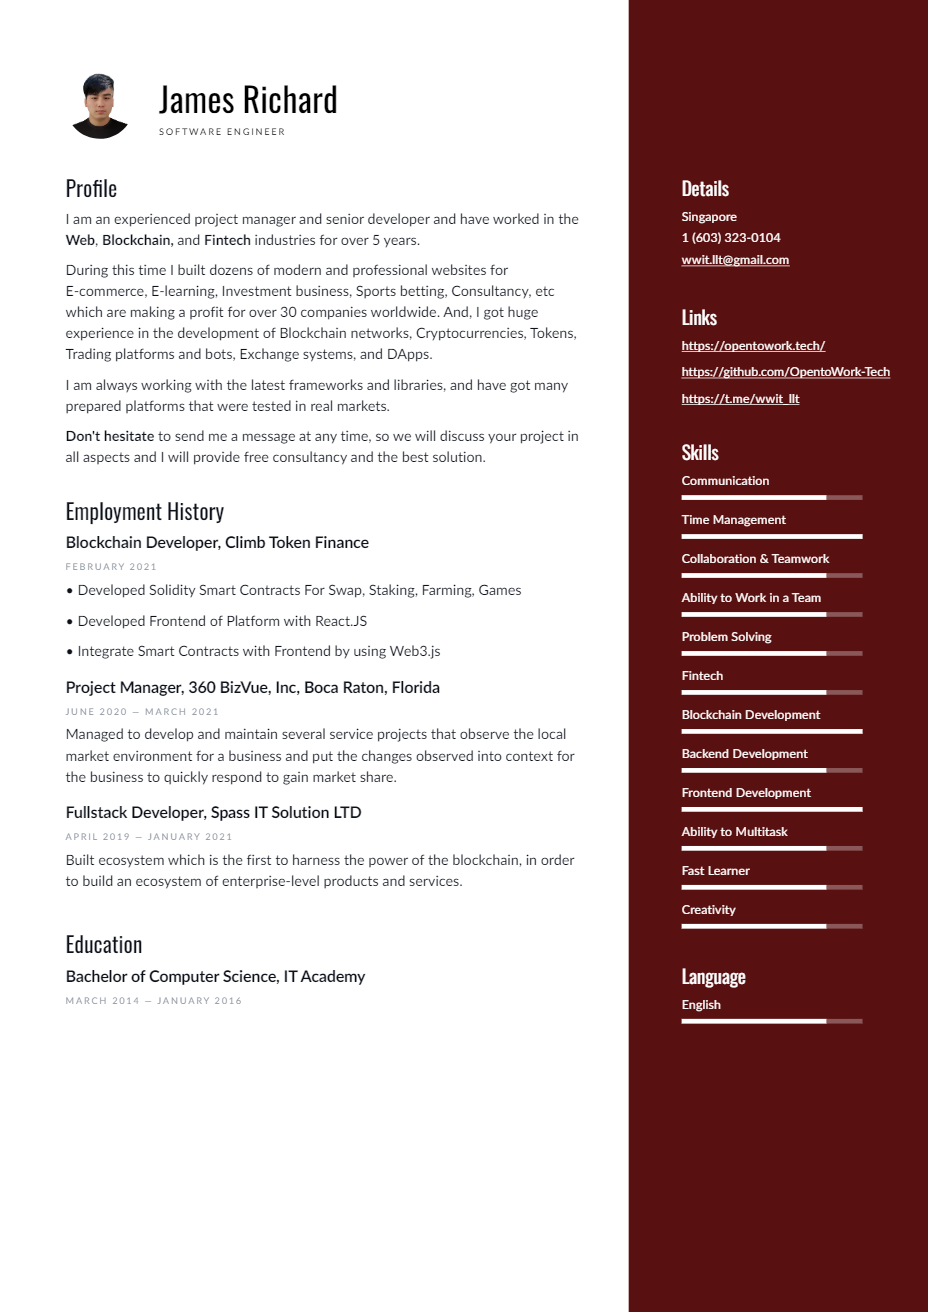 James Richard
SOFTWARE ENGINEER
Profile
I am an experienced project manager and senior developer and have worked in the
Web, Blockchain, and Fintech industries for over 5 years.
During this time I built dozens of modern and professional websites for
E-commerce, E-learning, Investment business, Sports betting, Consultancy, etc
which are making a profit for over 30 companies worldwide. And, I got huge
experience in the development of Blockchain networks, Cryptocurrencies, Tokens,
Trading platforms and bots, Exchange systems, and DApps.
I am always working with the latest frameworks and libraries, and have got many
prepared platforms that were tested in real markets.
Don't hesitate to send me a message at any time, so we will discuss your project in
all aspects and I will provide free consultancy and the best solution.
Employment History
Blockchain Developer, Climb Token Finance
FEBRUARY 2021
• Developed Solidity Smart Contracts For Swap, Staking, Farming, Games
• Developed Frontend of Platform with React.JS
• Integrate Smart Contracts with Frontend by using Web3.js
Project Manager, 360 BizVue, Inc, Boca Raton, Florida
JUNE 2020 — MARCH 2021
Managed to develop and maintain several service projects that observe the local
market environment for a business and put the changes observed into context for
the business to quickly respond to gain market share.
Fullstack Developer, Spass IT Solution LTD
APRIL 2019 — JANUARY 2021
Built ecosystem which is the first to harness the power of the blockchain, in order
to build an ecosystem of enterprise-level products and services.
Education
Bachelor of Computer Science, IT Academy
MARCH 2014 — JANUARY 2016
Details
Singapore
1 (603) 323-0104
wwit.llt@gmail.com
Links
https://opentowork.tech/
https://github.com/OpentoWork-Tech
https://t.me/wwit_llt
Skills
Communication
Time Management
Collaboration & Teamwork
Ability to Work in a Team
Problem Solving
Fintech
Blockchain Development
Backend Development
Frontend Development
Ability to Multitask
Fast Learner
Creativity
Language
English